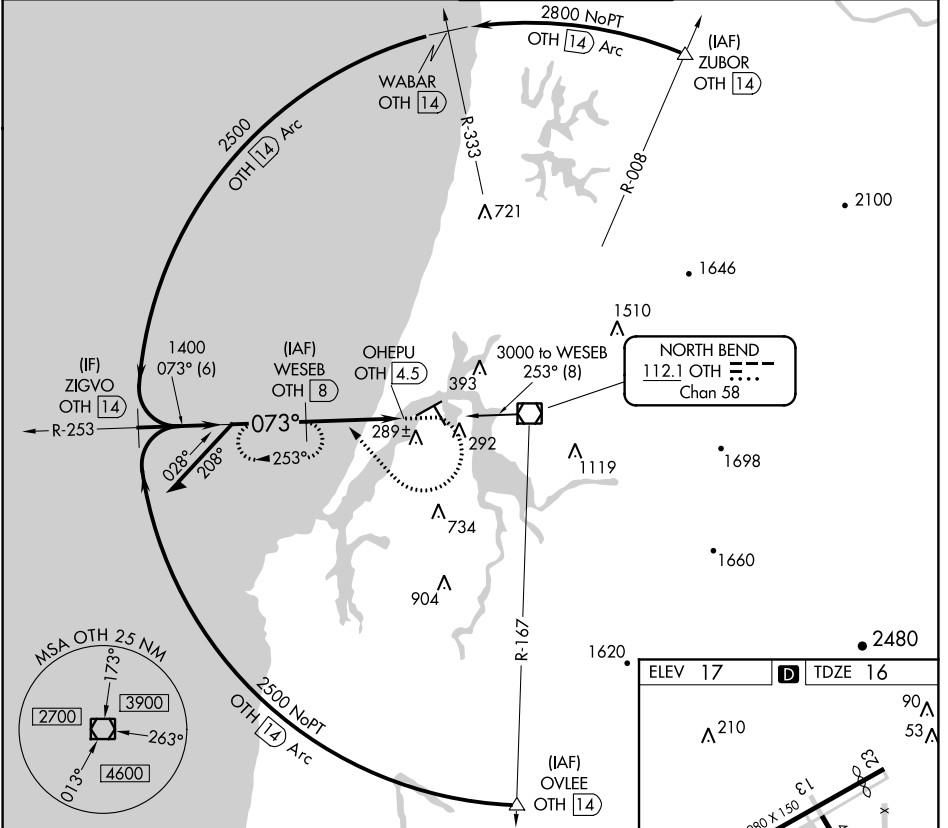 2800 NoPT
OTH 14 Arc
(IAF)
ZUBOR
OTH 14
WABAR
OTH 14
2500
OTH 14 Arc
R-333
R-008
721
2100
1646
1510
(IF)
ZIGVO
OTH 14
1400
073° (6)
(IAF)
WESEB
OTH 8
OHEPU
OTH 4.5
393
3000 to WESEB
253° (8)
NORTH BEND
112.1 OTH
Chan 58
R-253
073°
289±
292
028°
208°
253°
1119
1698
734
1660
904
R-167
1620
2480
MSA OTH 25 NM
173°
2700
3900
263°
013°
4600
2500 NoPT
OTH 14 Arc
(IAF)
OVLEE
OTH 14
ELEV 17
D
TDZE 16
90
210
53
23
13
080 X 150
x